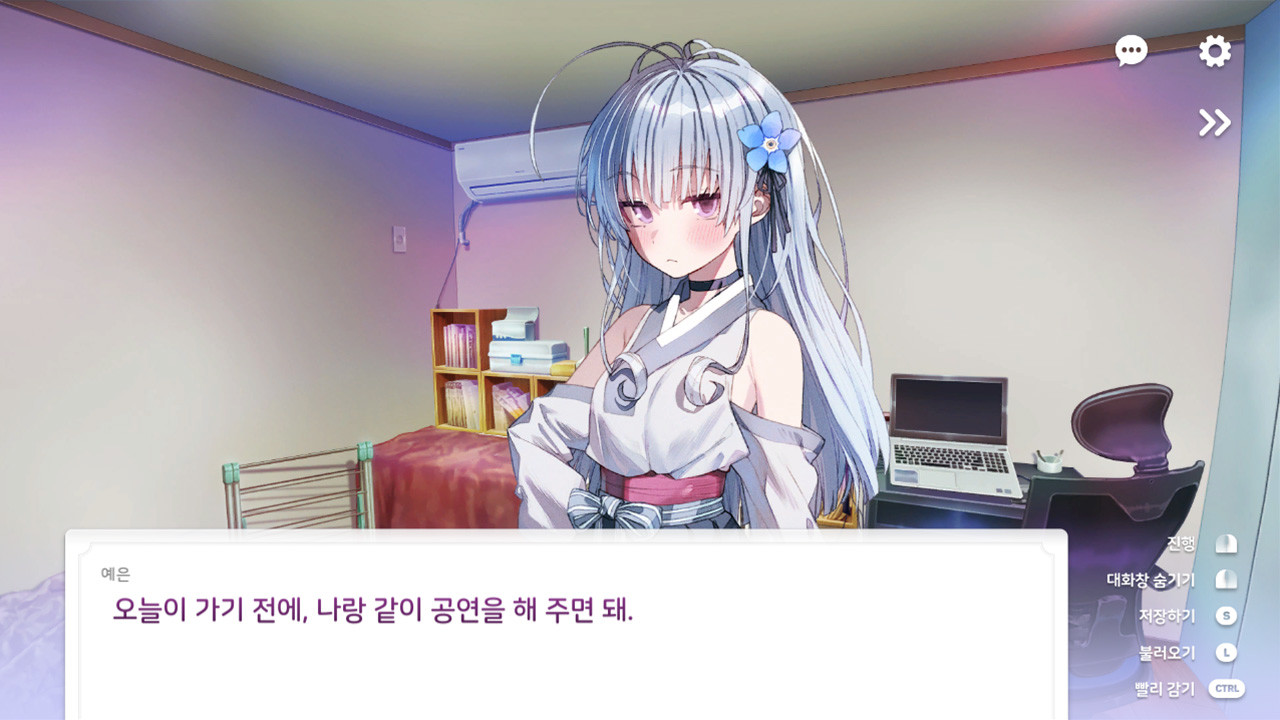 예은
오늘이 가기 전에, 나랑 같이 공연을 해 주면 돼.
진행
대화창 숨기기
저장하기 S
불러오기 L
빨리 감기 CTRL